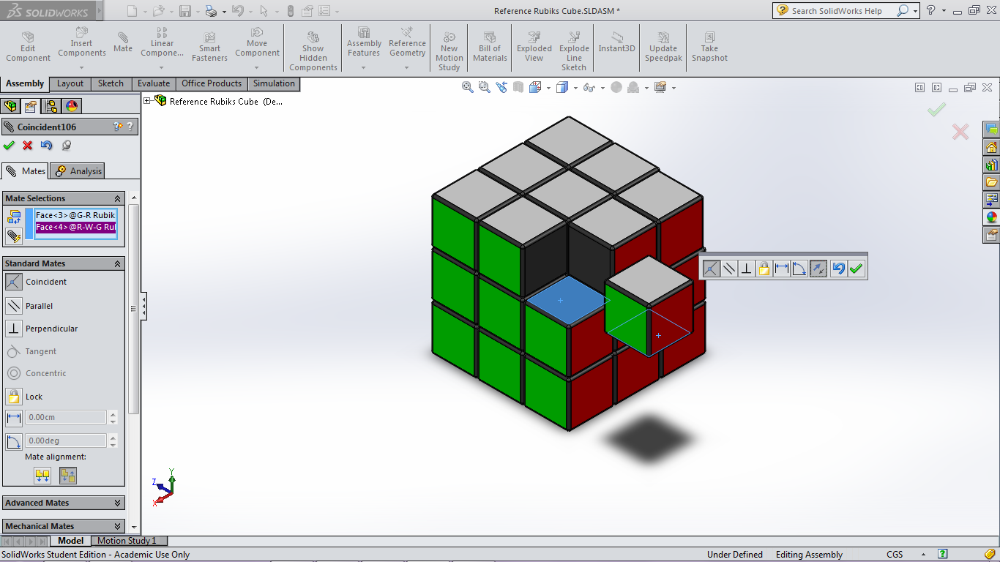 SOLIDWORKS
Reference Rubiks Cube.SLDASM *
Search SolidWorks Help
Edit Component
Insert Components
Mate
Linear Compone...
Smart Fasteners
Move Component
Show Hidden Components
Assembly Features
Reference Geometry
New Motion Study
Bill of Materials
Exploded View
Explode Line Sketch
Instant3D
Update Speedpak
Take Snapshot
Assembly Layout Sketch Evaluate Office Products Simulation
Reference Rubiks Cube (De...
Coincident106
Mates Analysis
Mate Selections
Face<3>@G-R Rubik
Face<4>@R-W-G Rul
Standard Mates
Coincident
Parallel
Perpendicular
Tangent
Concentric
Lock
0.00cm
0.00deg
Mate alignment:
Advanced Mates
Mechanical Mates
Y
Z
X
Model Motion Study 1
SolidWorks Student Edition - Academic Use Only
Under Defined Editing Assembly CGS